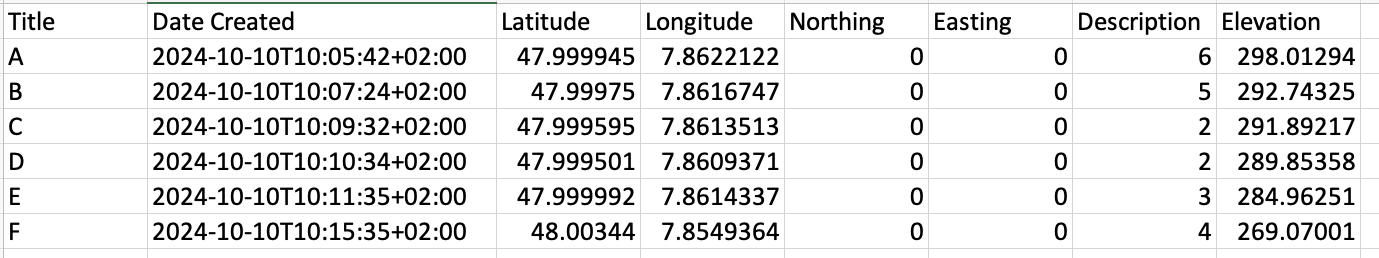 Title Date Created Latitude Longitude Northing Easting Description Elevation
A 2024-10-10T10:05:42+02:00 47.999945 7.8622122 0 0 6 298.01294
B 2024-10-10T10:07:24+02:00 47.99975 7.8616747 0 0 5 292.74325
C 2024-10-10T10:09:32+02:00 47.999595 7.8613513 0 0 2 291.89217
D 2024-10-10T10:10:34+02:00 47.999501 7.8609371 0 0 2 289.85358
E 2024-10-10T10:11:35+02:00 47.999992 7.8614337 0 0 3 284.96251
F 2024-10-10T10:15:35+02:00 48.00344 7.8549364 0 0 4 269.07001